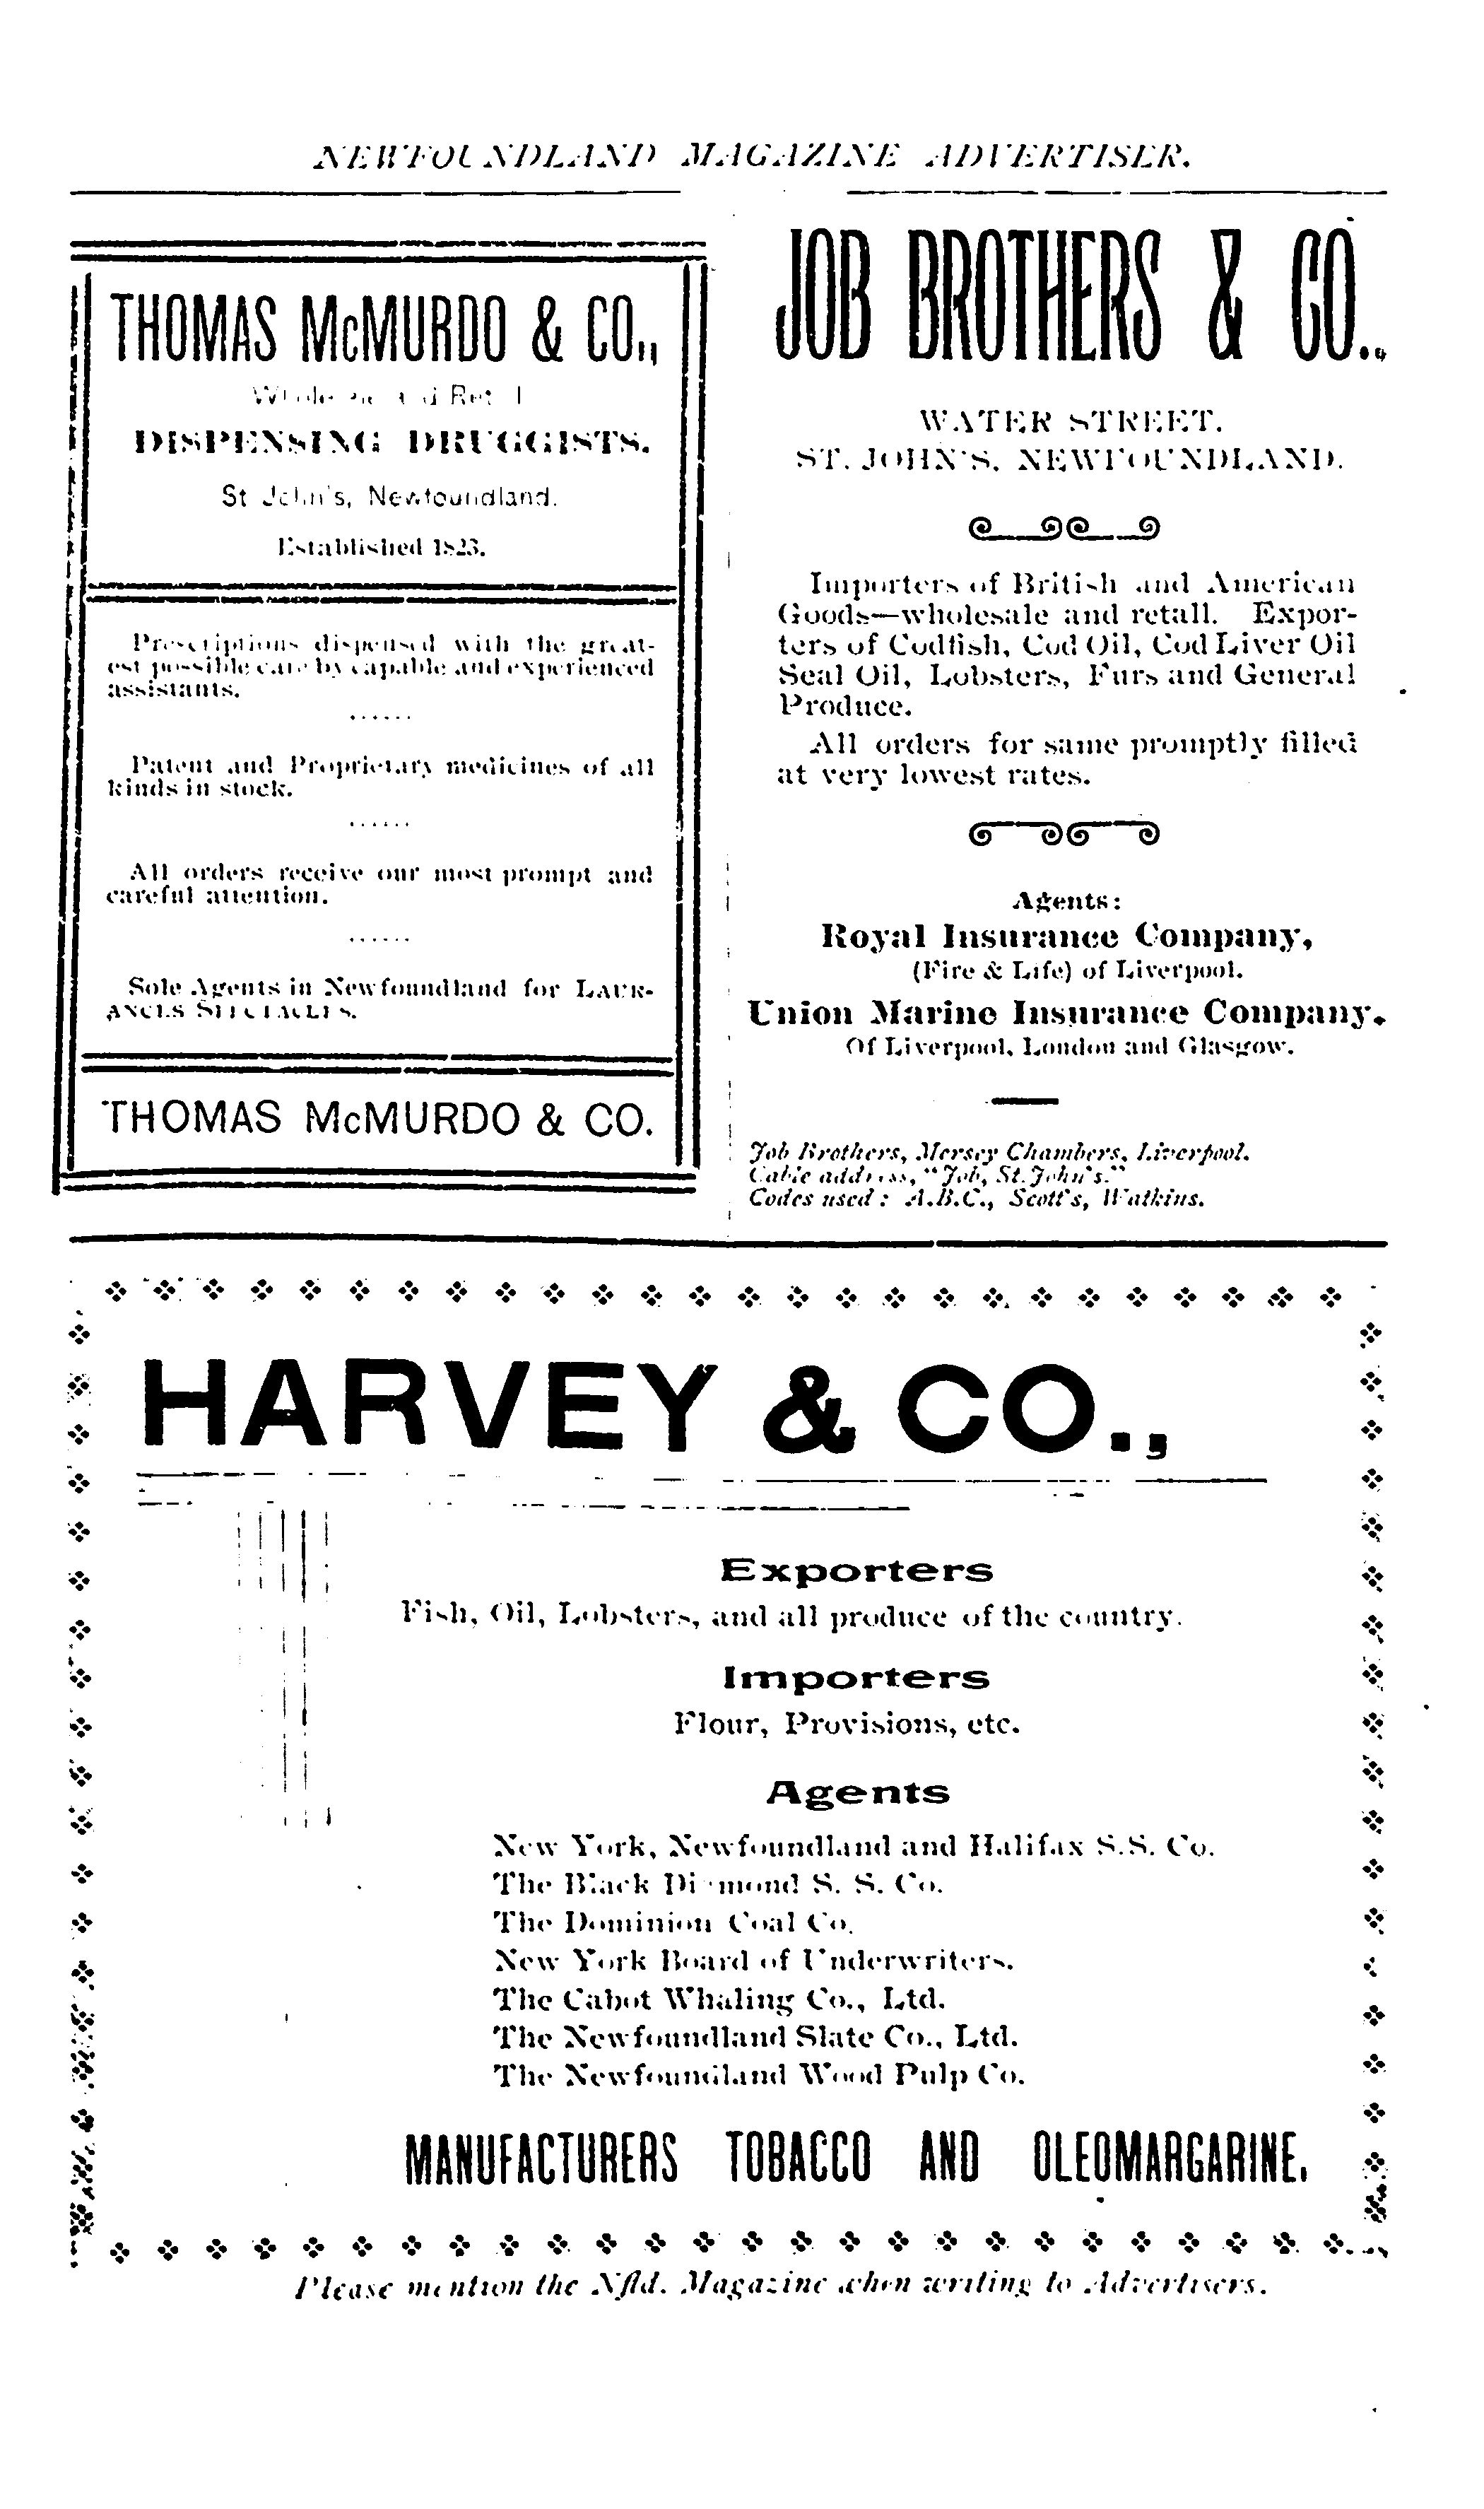 NEWFOUNDLAND MAGAZINE ADVERTISER.
THOMAS McMURDO & CO.,
Wholesale and Retail
DISPENSING DRUGGISTS.
St John's, Newfoundland.
Established 1823.
Prescriptions dispensed with the great-
est possible care by capable and experienced
assistants.
......
Patent and Proprietary medicines of all
kinds in stock.
......
All orders receive our most prompt and
careful attention.
......
Sole Agents in Newfoundland for LAUR-
ANCES SPECTACLES.
THOMAS McMURDO & CO.
JOB BROTHERS & CO.,
WATER STREET.
ST. JOHN'S, NEWFOUNDLAND.
Importers of British and American
Goods—wholesale and retall. Expor-
ters of Codfish, Cod Oil, Cod Liver Oil
Seal Oil, Lobsters, Furs and General
Produce.
All orders for same promptly filled
at very lowest rates.
Agents:
Royal Insurance Company,
(Fire & Life) of Liverpool.
Union Marine Insurance Company.
Of Liverpool, London and Glasgow.
Job Brothers, Mersey Chambers, Liverpool.
Cable address, "Job, St. John's."
Codes used: A.B.C., Scott's, Watkins.
HARVEY & CO.,
Exporters
Fish, Oil, Lobsters, and all produce of the country.
Importers
Flour, Provisions, etc.
Agents
New York, Newfoundland and Halifax S.S. Co.
The Black Diamond S. S. Co.
The Dominion Coal Co.
New York Board of Underwriters.
The Cabot Whaling Co., Ltd.
The Newfoundland Slate Co., Ltd.
The Newfoundland Wood Pulp Co.
MANUFACTURERS TOBACCO AND OLEOMARGARINE.
Please mention the Nfld. Magazine when writing to Advertisers.